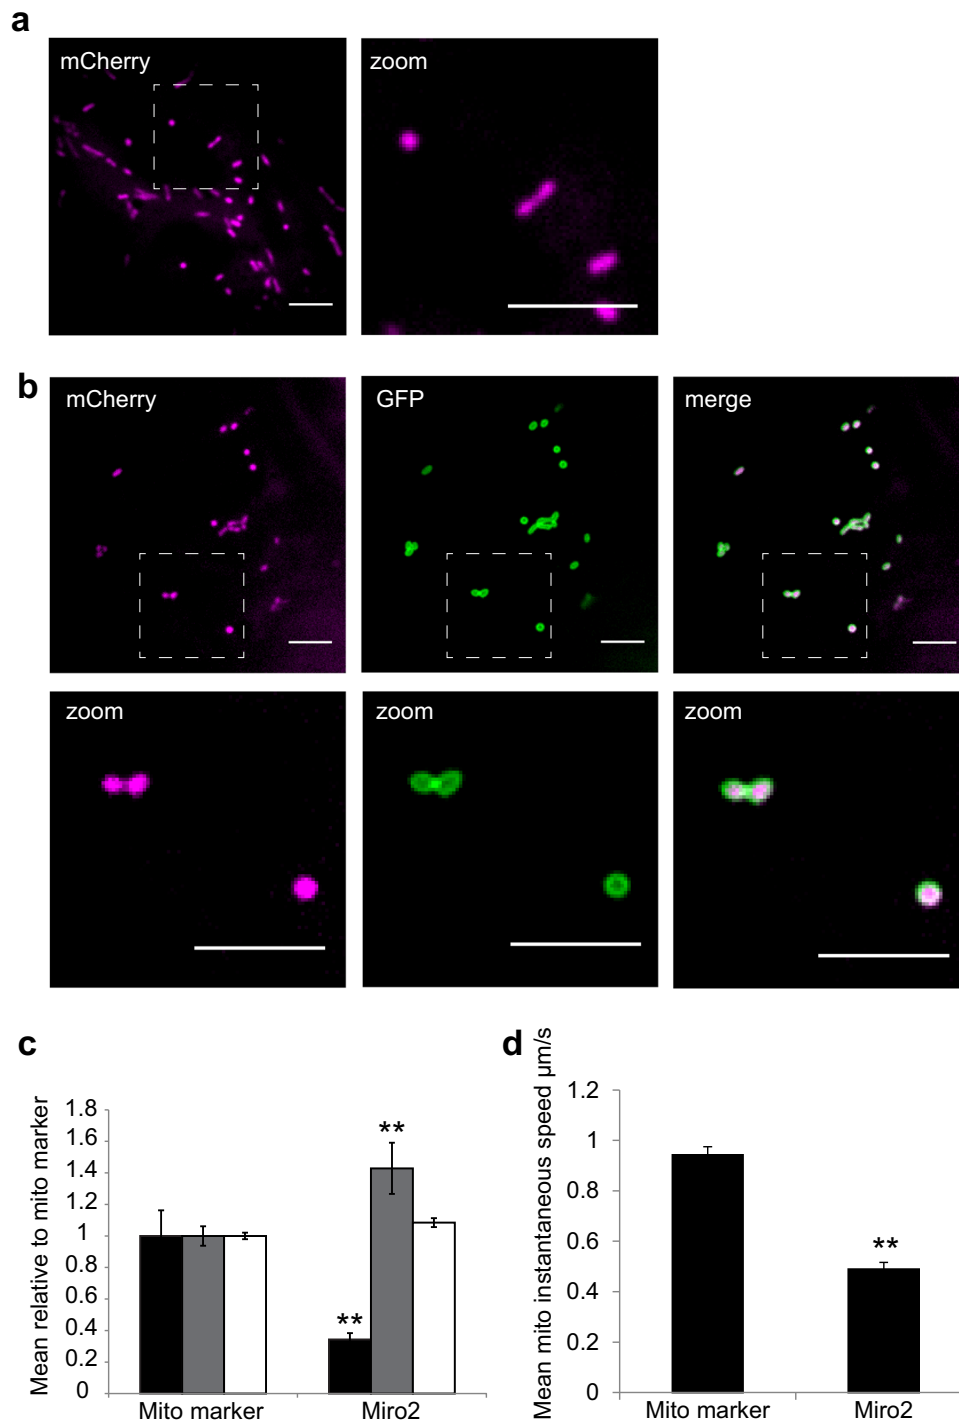 a
mCherry
zoom
b
mCherry
GFP
merge
zoom
zoom
zoom
c
Mean relative to mito marker
1.8
1.6
1.4
1.2
1
0.8
0.6
0.4
0.2
0
**
**
Mito marker
Miro2
d
Mean mito instantaneous speed μm/s
1.2
1
0.8
0.6
0.4
0.2
0
**
Mito marker
Miro2